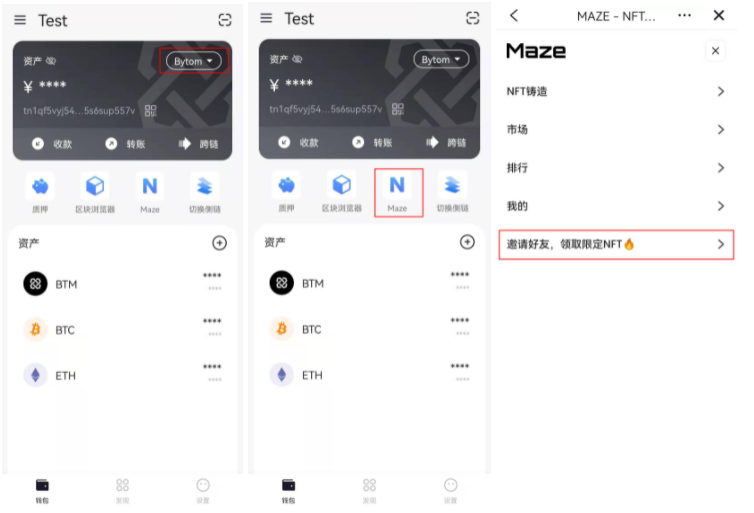 Test
资产
Bytom
¥ ****
tn1qf5vyj54...5s6sup557v
收款
转账
跨链
质押
区块浏览器
Maze
切换侧链
资产
BTM
****
****
BTC
****
****
ETH
****
****
钱包
发现
设置
Test
资产
Bytom
¥ ****
tn1qf5vyj54...5s6sup557v
收款
转账
跨链
质押
区块浏览器
Maze
切换侧链
资产
BTM
****
****
BTC
****
****
ETH
****
****
钱包
发现
设置
MAZE - NFT...
Maze
NFT铸造
市场
排行
我的
邀请好友，领取限定NFT🔥